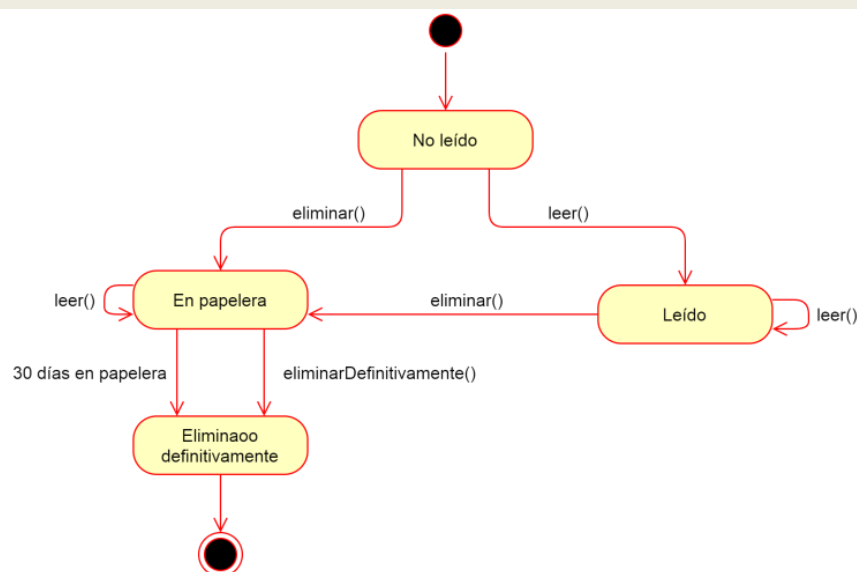 No leído
eliminar()
leer()
En papelera
leer()
eliminar()
Leído
leer()
30 días en papelera
eliminarDefinitivamente()
Eliminaoo
definitivamente